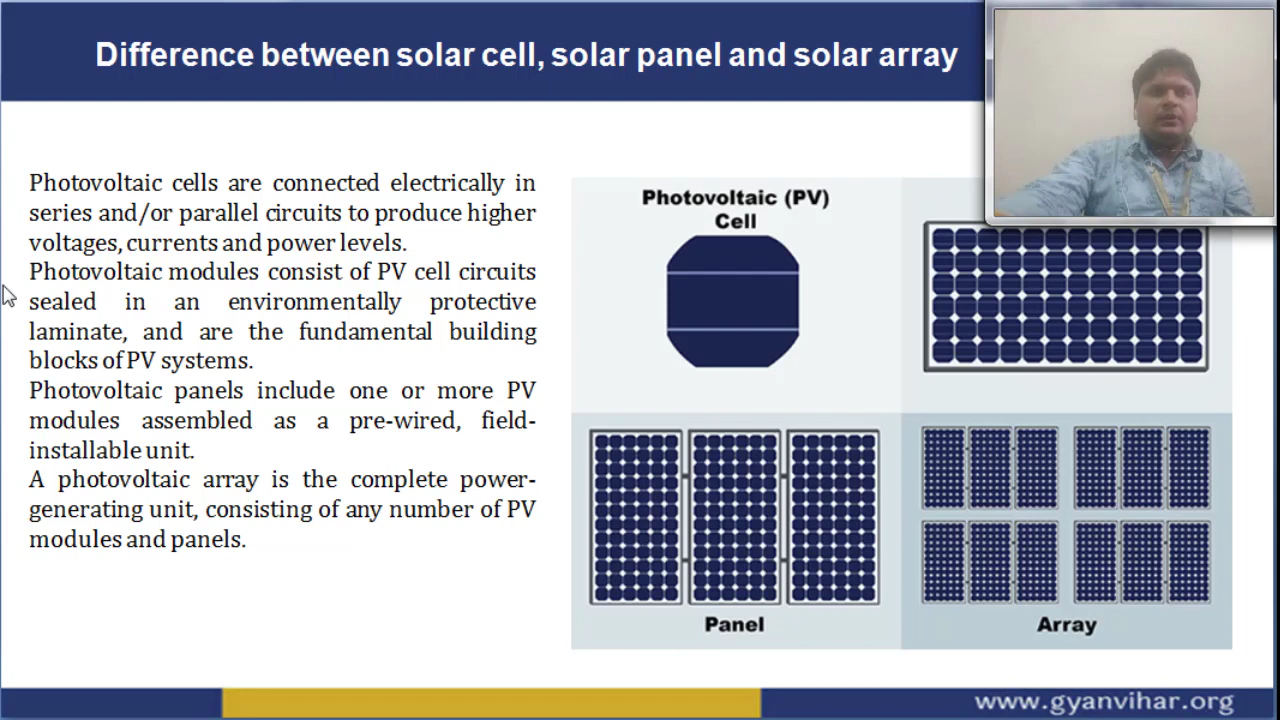 Difference between solar cell, solar panel and solar array
Photovoltaic cells are connected electrically in
series and/or parallel circuits to produce higher
voltages, currents and power levels.
Photovoltaic modules consist of PV cell circuits
sealed in an environmentally protective
laminate, and are the fundamental building
blocks of PV systems.
Photovoltaic panels include one or more PV
modules assembled as a pre-wired, field-
installable unit.
A photovoltaic array is the complete power-
generating unit, consisting of any number of PV
modules and panels.
Photovoltaic (PV)
Cell
Panel
Array
www.gyanvihar.org